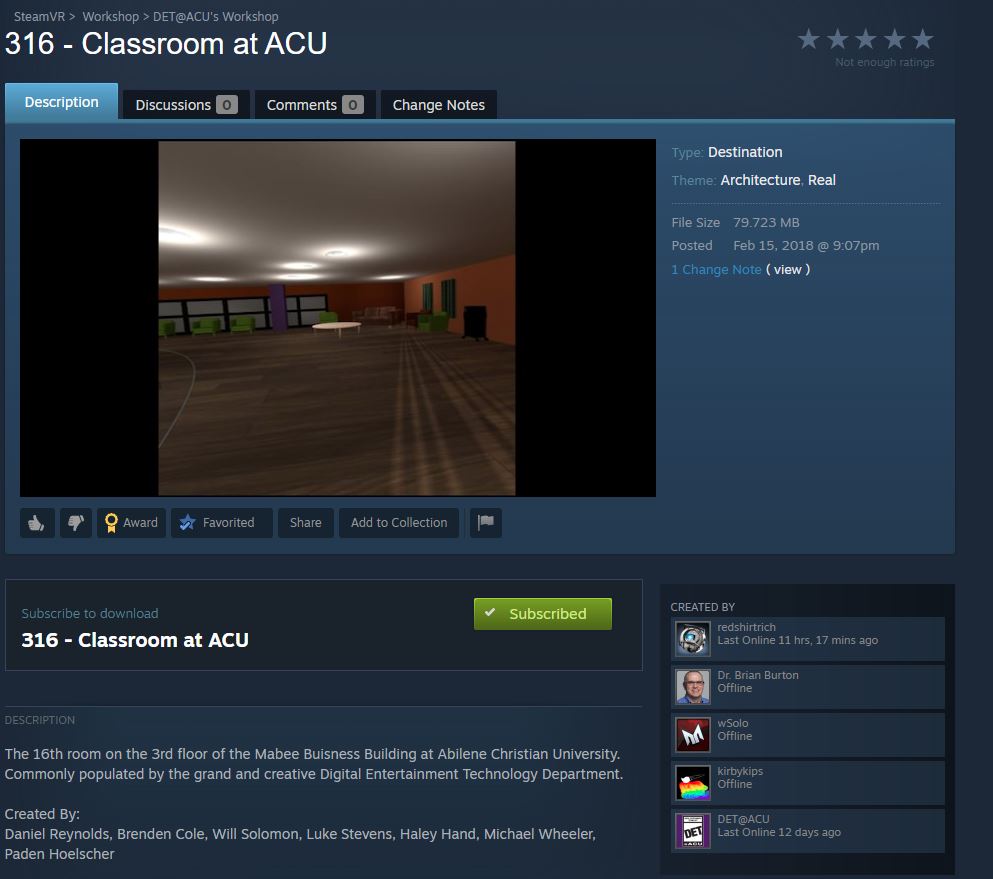 SteamVR > Workshop > DET@ACU's Workshop
316 - Classroom at ACU
Not enough ratings
Description
Discussions 0
Comments 0
Change Notes
Type: Destination
Theme: Architecture, Real
File Size 79.723 MB
Posted Feb 15, 2018 @ 9:07pm
1 Change Note ( view )
Award
Favorited
Share
Add to Collection
Subscribe to download
316 - Classroom at ACU
Subscribed
DESCRIPTION
The 16th room on the 3rd floor of the Mabee Buisness Building at Abilene Christian University.
Commonly populated by the grand and creative Digital Entertainment Technology Department.
Created By:
Daniel Reynolds, Brenden Cole, Will Solomon, Luke Stevens, Haley Hand, Michael Wheeler,
Paden Hoelscher
CREATED BY
redshirtrich
Last Online 11 hrs, 17 mins ago
Dr. Brian Burton
Offline
wSolo
Offline
kirbykips
Offline
DET
DET@ACU
Last Online 12 days ago